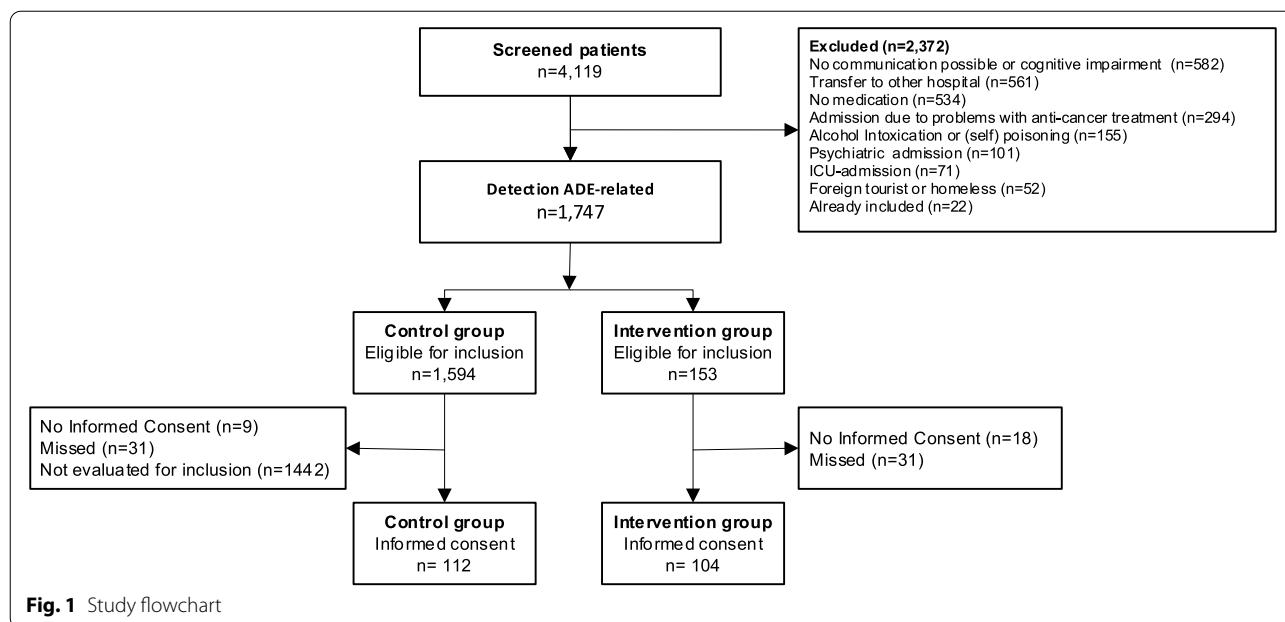 Screened patients
n=4,119
Excluded (n=2,372)
No communication possible or cognitive impairment (n=582)
Transfer to other hospital (n=561)
No medication (n=534)
Admission due to problems with anti-cancer treatment (n=294)
Alcohol Intoxication or (self) poisoning (n=155)
Psychiatric admission (n=101)
ICU-admission (n=71)
Foreign tourist or homeless (n=52)
Already included (n=22)
Detection ADE-related
n=1,747
Control group
Eligible for inclusion
n=1,594
Intervention group
Eligible for inclusion
n=153
No Informed Consent (n=9)
Missed (n=31)
Not evaluated for inclusion (n=1442)
No Informed Consent (n=18)
Missed (n=31)
Control group
Informed consent
n= 112
Intervention group
Informed consent
n= 104
Fig. 1 Study flowchart